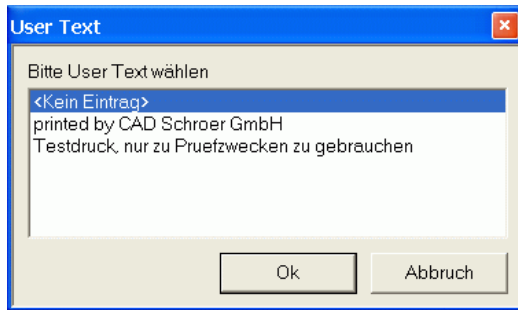 User Text
Bitte User Text wählen
<Kein Eintrag>
printed by CAD Schroer GmbH
Testdruck, nur zu Pruefzwecken zu gebrauchen
Ok Abbruch